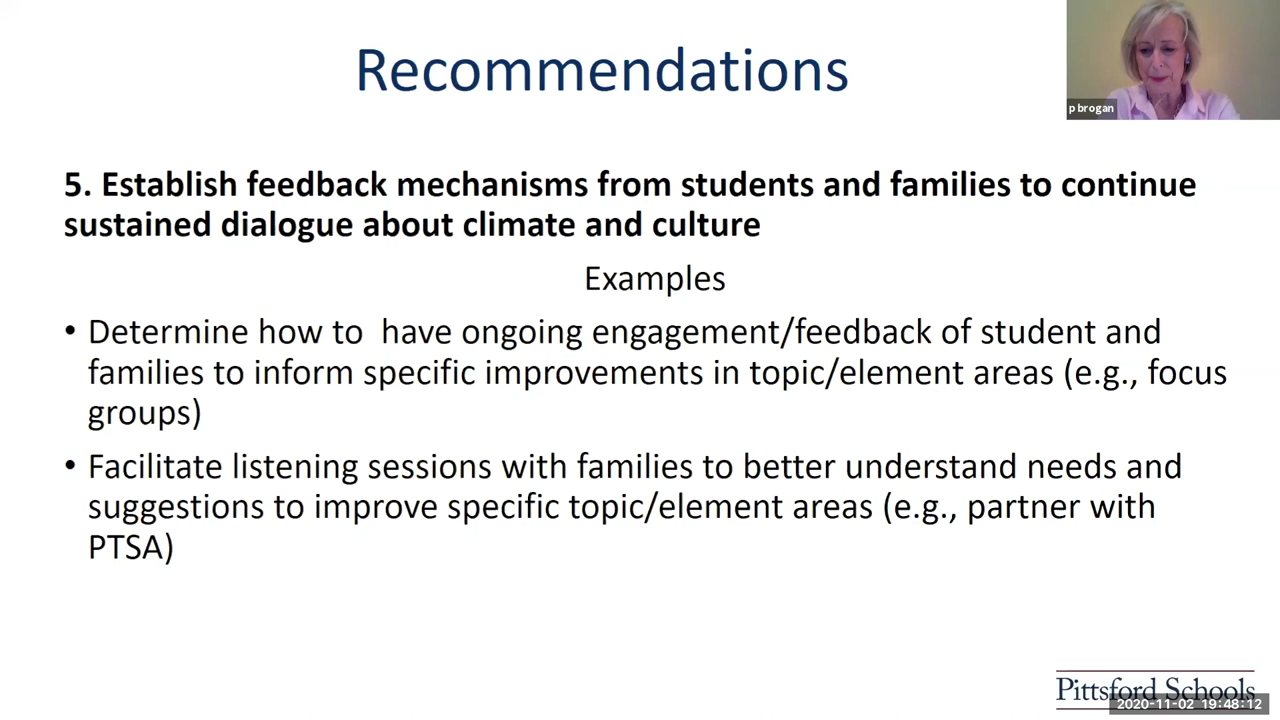 Recommendations
p brogan
5. Establish feedback mechanisms from students and families to continue
sustained dialogue about climate and culture
Examples
• Determine how to  have ongoing engagement/feedback of student and
families to inform specific improvements in topic/element areas (e.g., focus
groups)
• Facilitate listening sessions with families to better understand needs and
suggestions to improve specific topic/element areas (e.g., partner with
PTSA)
Pittsford Schools
2020-11-02 19:48:12